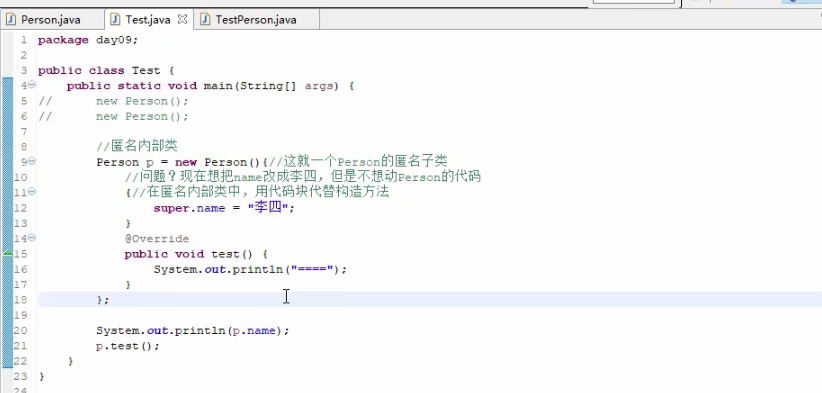 Person.java Test.java TestPerson.java
1 package day09;
2
3 public class Test {
4 public static void main(String[] args) {
5 // new Person();
6 // new Person();
7
8 //匿名内部类
9 Person p = new Person(){//这就一个Person的匿名子类
10 //问题？现在想把name改成李四，但是不想动Person的代码
11 {//在匿名内部类中，用代码块代替构造方法
12 super.name = "李四";
13 }
14 @Override
15 public void test() {
16 System.out.println("====");
17 }
18 };
19
20 System.out.println(p.name);
21 p.test();
22 }
23 }
24